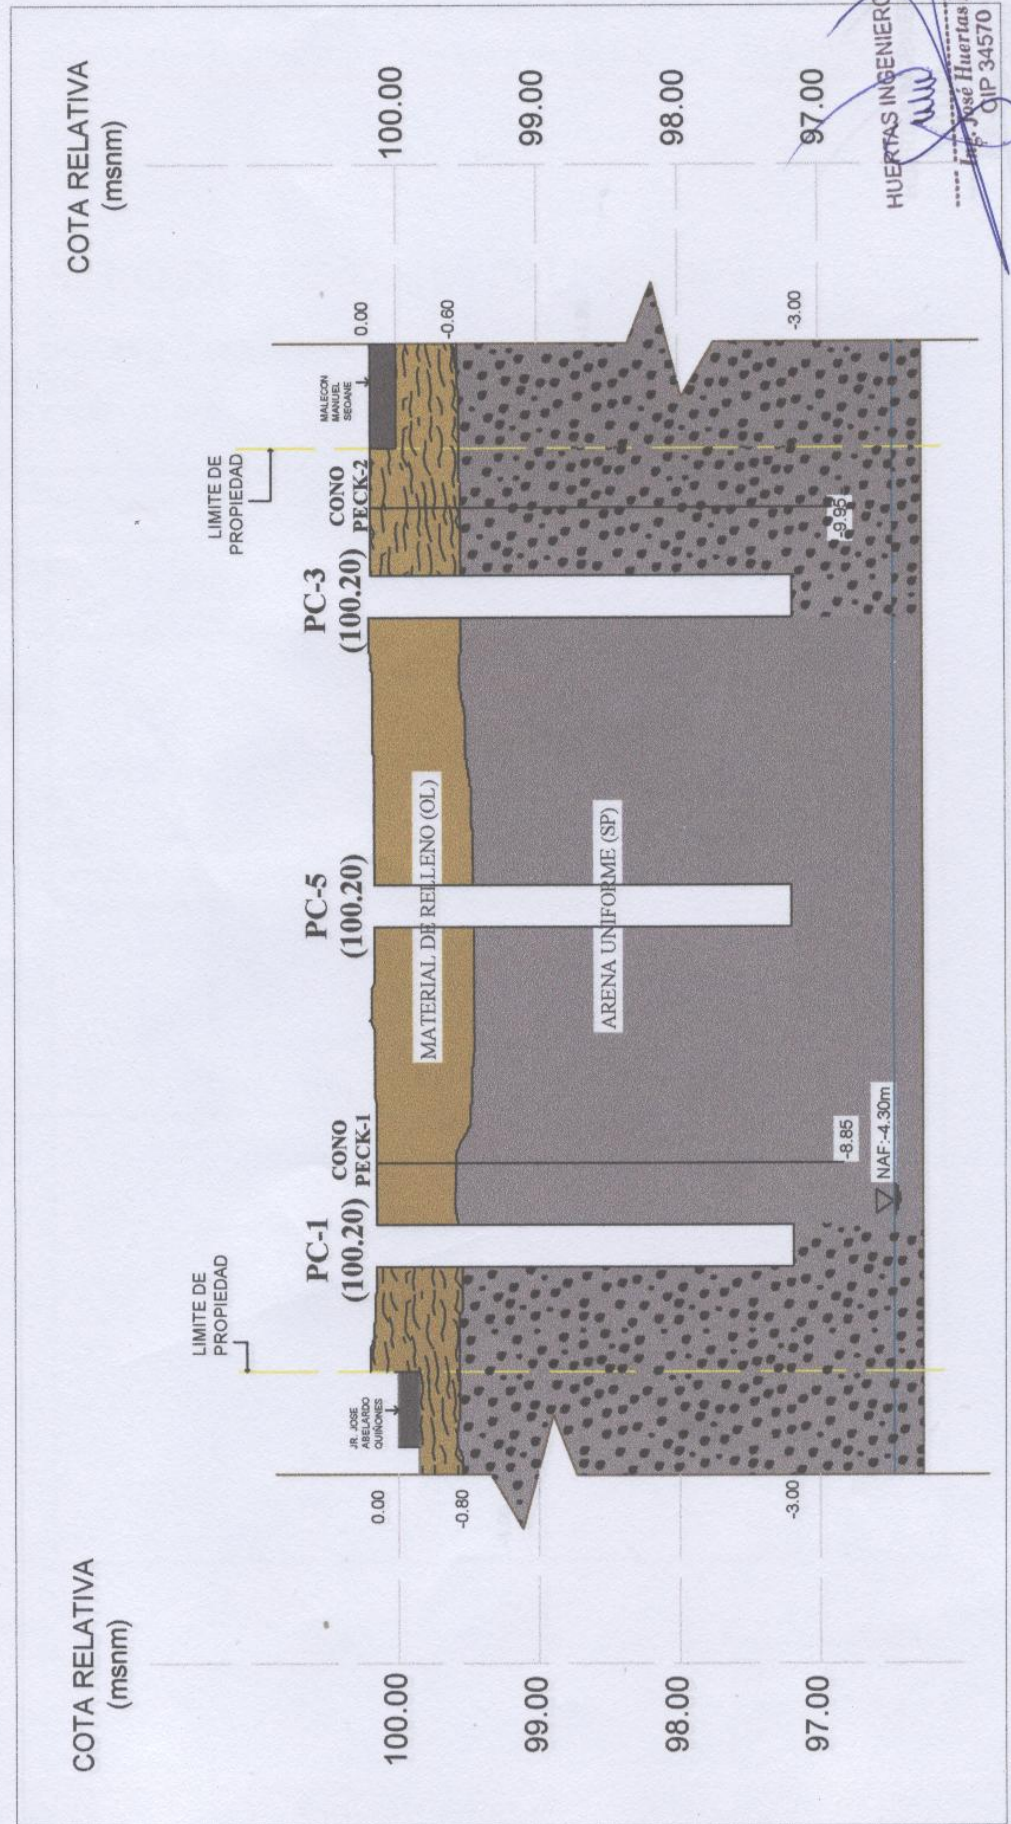 COTA RELATIVA
(msnm)
COTA RELATIVA
(msnm)
LIMITE DE
PROPIEDAD
LIMITE DE
PROPIEDAD
PC-1
(100.20)
CONO
PECK-1
PC-5
(100.20)
PC-3
(100.20)
CONO
PECK-2
JR. JOSE
ABELARDO
QUIÑONES
MALECON
MANUEL
SEOANE
100.00
0.00
0.00
100.00
MATERIAL DE RELLENO (OL)
-0.80
-0.60
99.00
99.00
ARENA UNIFORME (SP)
98.00
98.00
97.00
-3.00
-3.00
97.00
-8.85
-9.95
NAF:-4.30m
HUERTAS INGENIERO
Ing. José Huertas
CIP 34570